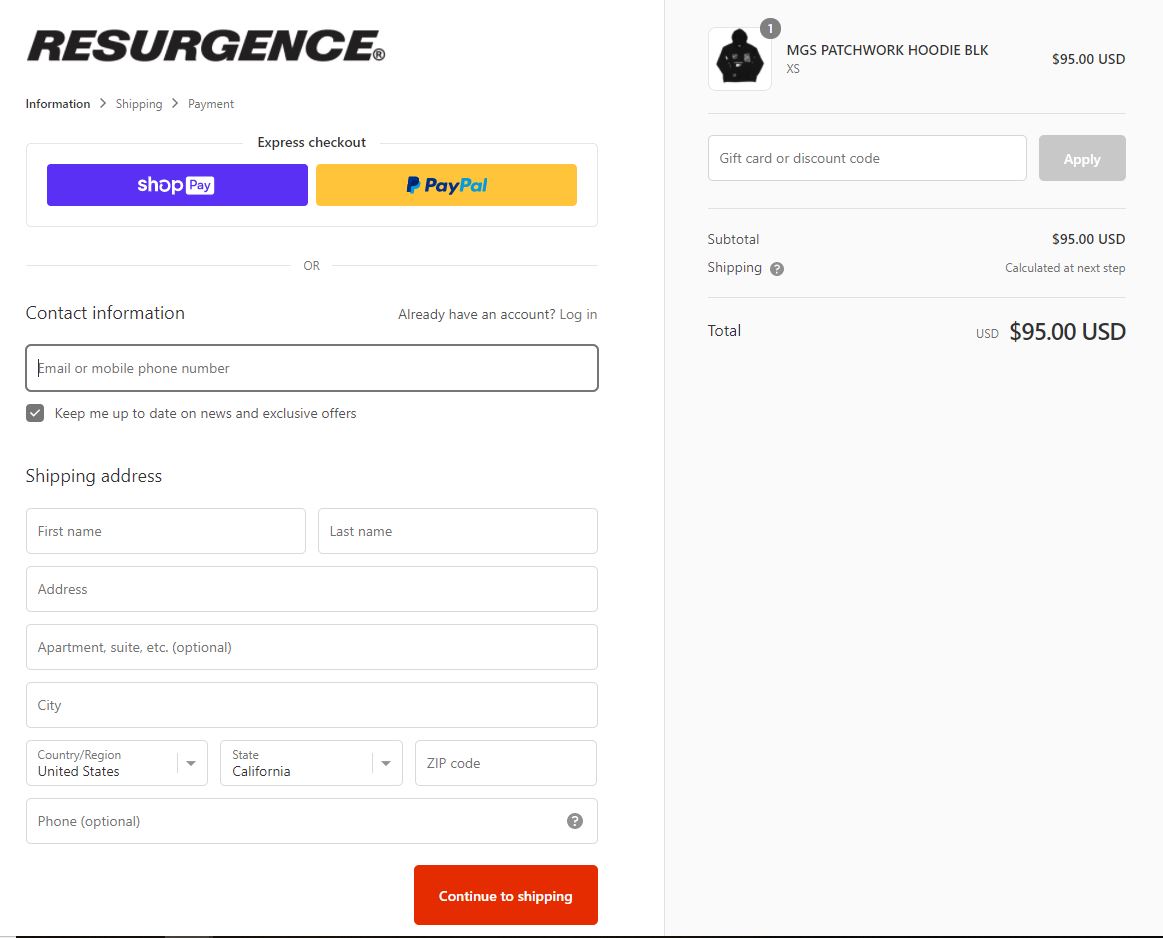 RESURGENCE®
Information > Shipping > Payment
Express checkout
shop Pay
PayPal
OR
Contact information
Already have an account? Log in
Email or mobile phone number
Keep me up to date on news and exclusive offers
Shipping address
First name
Last name
Address
Apartment, suite, etc. (optional)
City
Country/Region
United States
State
California
ZIP code
Phone (optional)
?
Continue to shipping
1
MGS PATCHWORK HOODIE BLK
XS
$95.00 USD
Gift card or discount code
Apply
Subtotal
$95.00 USD
Shipping ?
Calculated at next step
Total
USD $95.00 USD